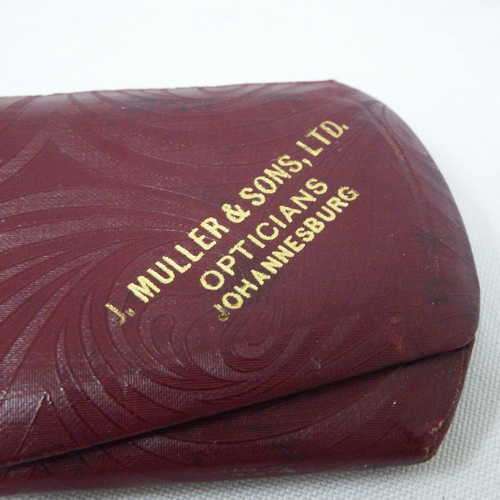 J. MULLER & SONS, LTD.
OPTICIANS
JOHANNESBURG